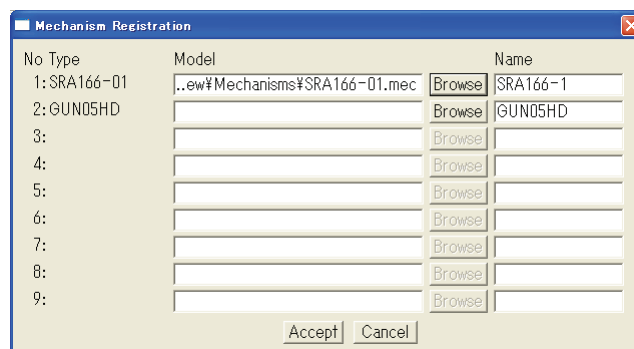 Mechanism Registration
No Type Model Name
1:SRA166-01 ..ew¥Mechanisms¥SRA166-01.mec Browse SRA166-1
2:GUN05HD Browse GUN05HD
3: Browse
4: Browse
5: Browse
6: Browse
7: Browse
8: Browse
9: Browse
Accept Cancel